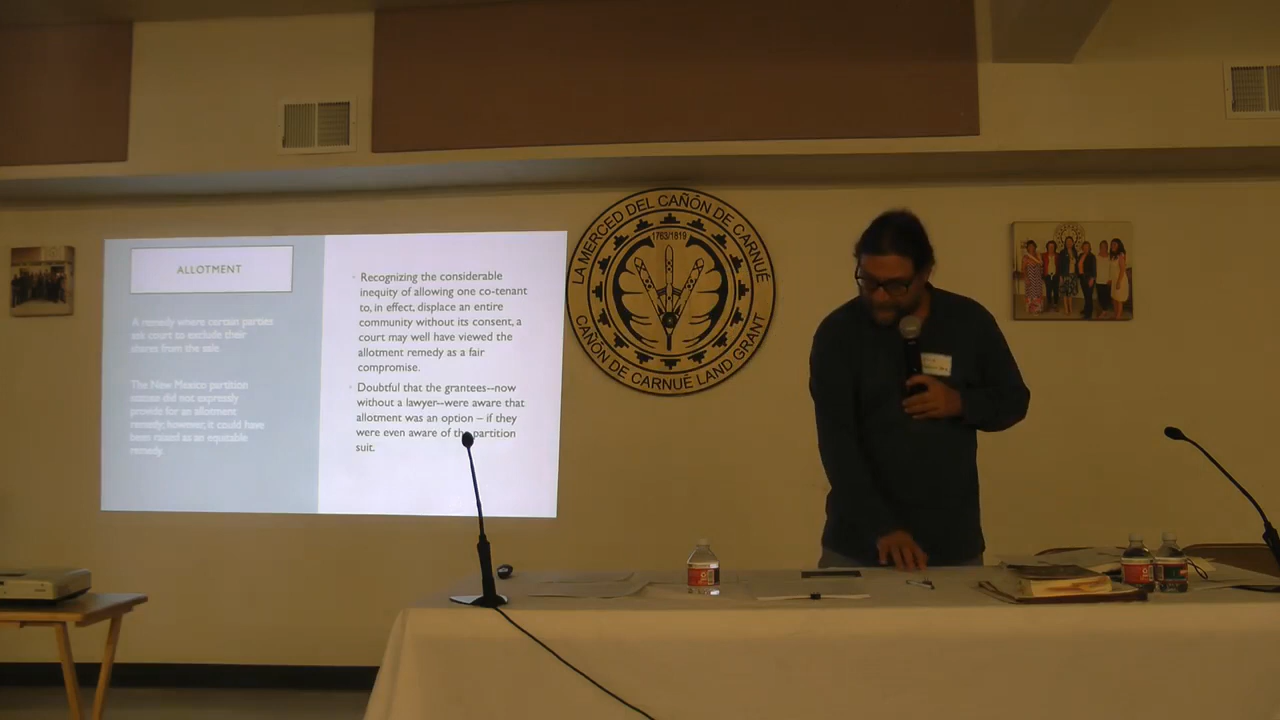 ALLOTMENT
A remedy where certain parties
ask court to exclude their
shares from the sale.
The New Mexico partition
statute did not expressly
provide for an allotment
remedy, however, it could have
been raised as an equitable
remedy.
Recognizing the considerable
inequity of allowing one co-tenant
to, in effect, displace an entire
community without its consent, a
court may well have viewed the
allotment remedy as a fair
compromise.
Doubtful that the grantees--now
without a lawyer--were aware that
allotment was an option – if they
were even aware of the partition
suit.
LA MERCED DEL CAÑÓN DE CARNUÉ
1763/1819
CAÑÓN DE CARNUÉ LAND GRANT